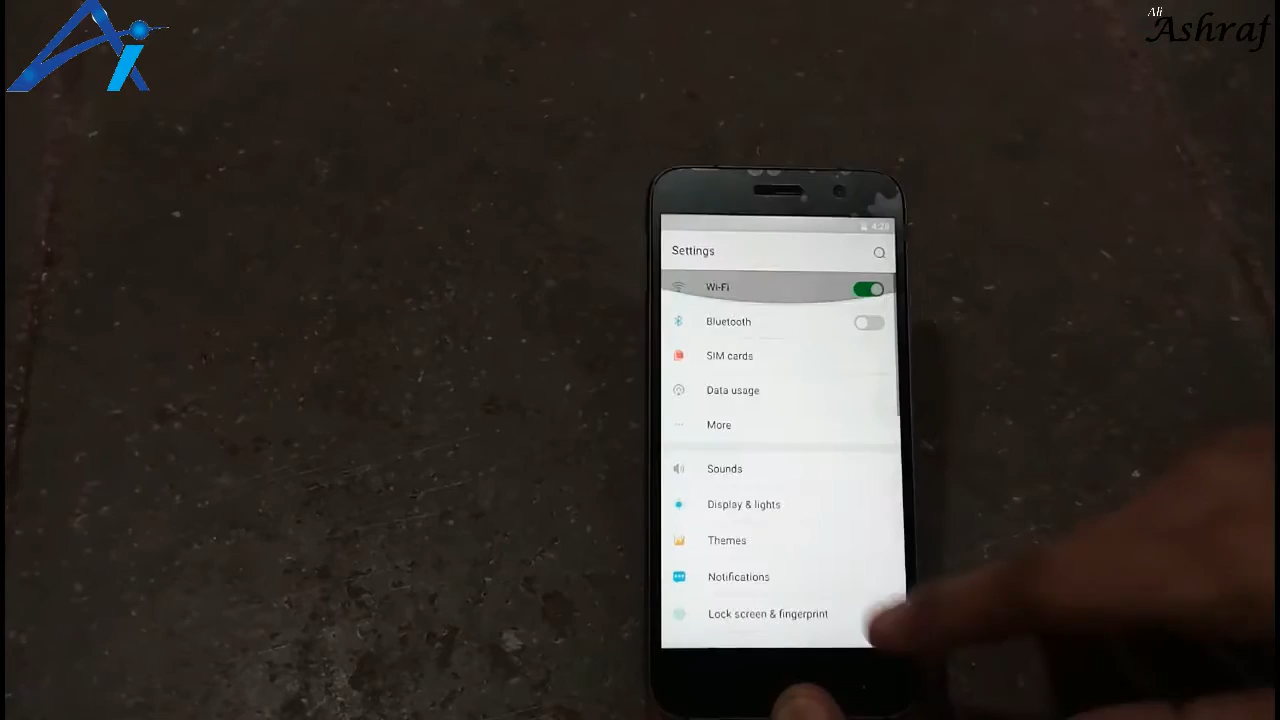 Ali
Ashraf
Settings
Wi-Fi
Bluetooth
SIM cards
Data usage
More
Sounds
Display & lights
Themes
Notifications
Lock screen & fingerprint